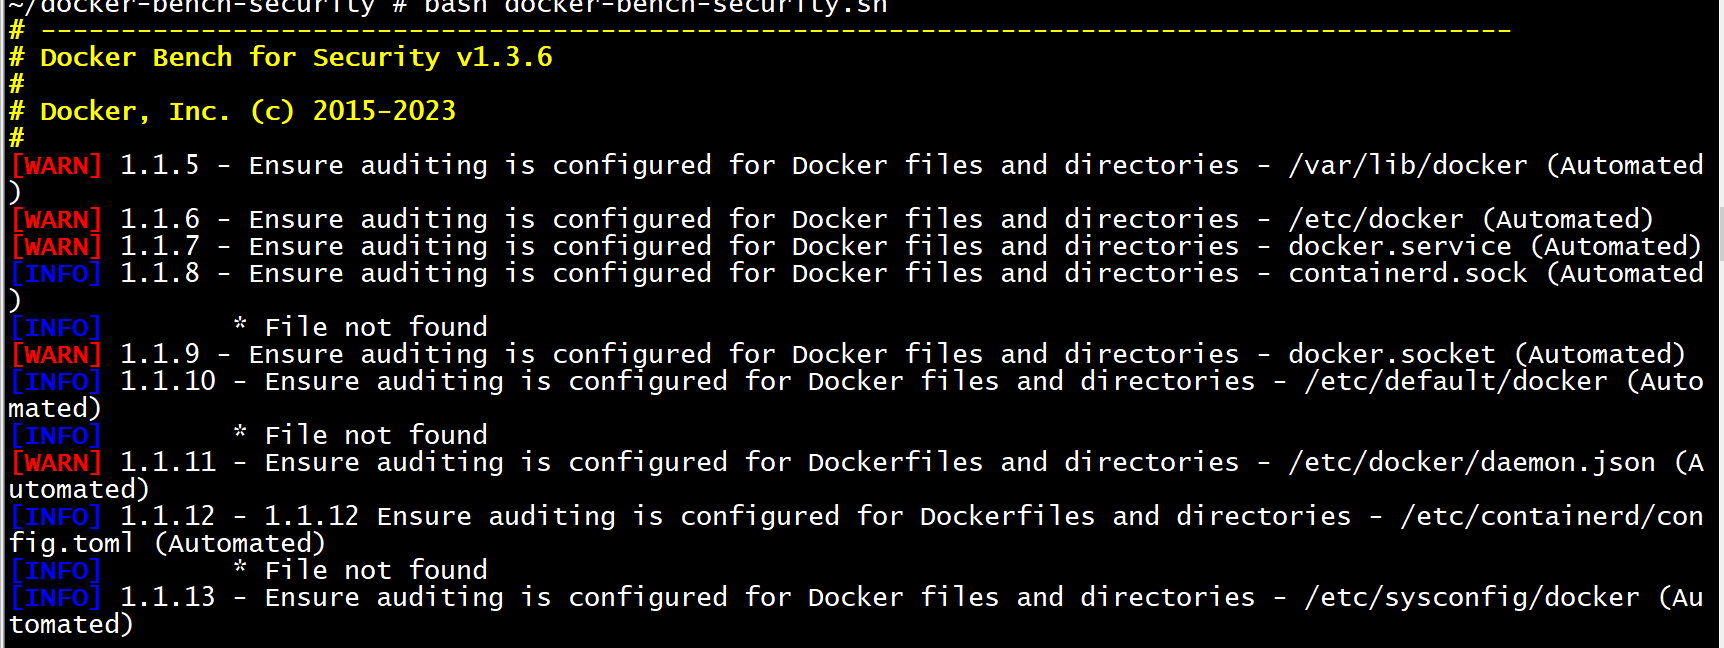 ~/docker-bench-security # bash docker-bench-security.sh
# --------------------------------------------------------------------------------------------
# Docker Bench for Security v1.3.6
#
# Docker, Inc. (c) 2015-2023
#
[WARN] 1.1.5 - Ensure auditing is configured for Docker files and directories - /var/lib/docker (Automated
)
[WARN] 1.1.6 - Ensure auditing is configured for Docker files and directories - /etc/docker (Automated)
[WARN] 1.1.7 - Ensure auditing is configured for Docker files and directories - docker.service (Automated)
[INFO] 1.1.8 - Ensure auditing is configured for Docker files and directories - containerd.sock (Automated
)
[INFO]        * File not found
[WARN] 1.1.9 - Ensure auditing is configured for Docker files and directories - docker.socket (Automated)
[INFO] 1.1.10 - Ensure auditing is configured for Docker files and directories - /etc/default/docker (Auto
mated)
[INFO]        * File not found
[WARN] 1.1.11 - Ensure auditing is configured for Dockerfiles and directories - /etc/docker/daemon.json (A
utomated)
[INFO] 1.1.12 - 1.1.12 Ensure auditing is configured for Dockerfiles and directories - /etc/containerd/con
fig.toml (Automated)
[INFO]        * File not found
[INFO] 1.1.13 - Ensure auditing is configured for Docker files and directories - /etc/sysconfig/docker (Au
tomated)